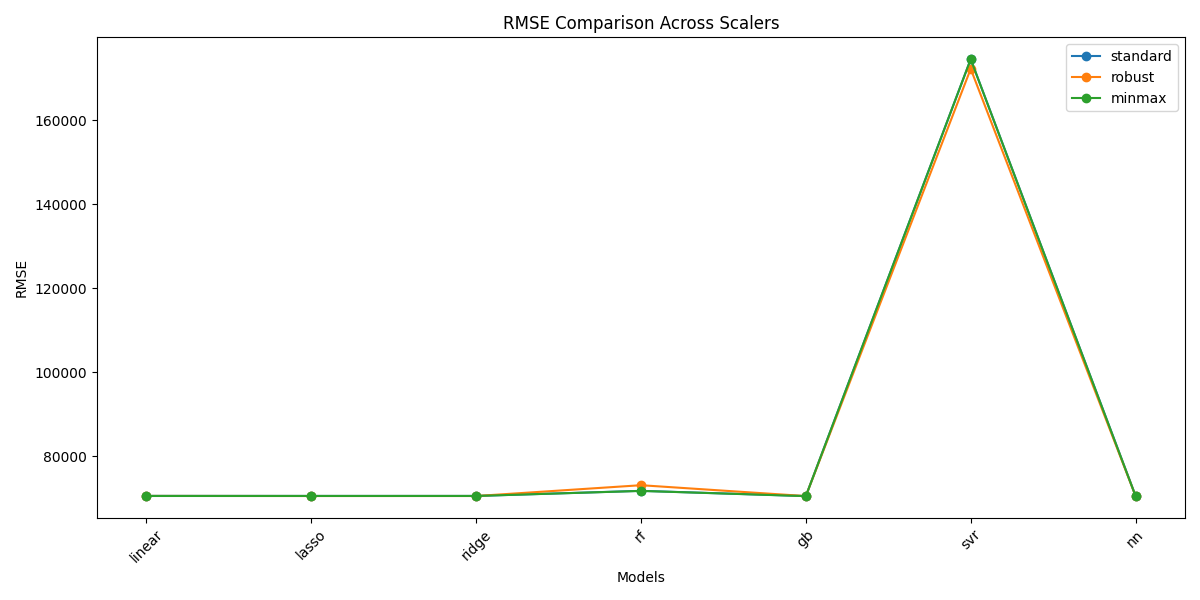 RMSE Comparison Across Scalers
standard
robust
minmax
160000
140000
120000
100000
80000
RMSE
linear
lasso
ridge
rf
gb
svr
nn
Models